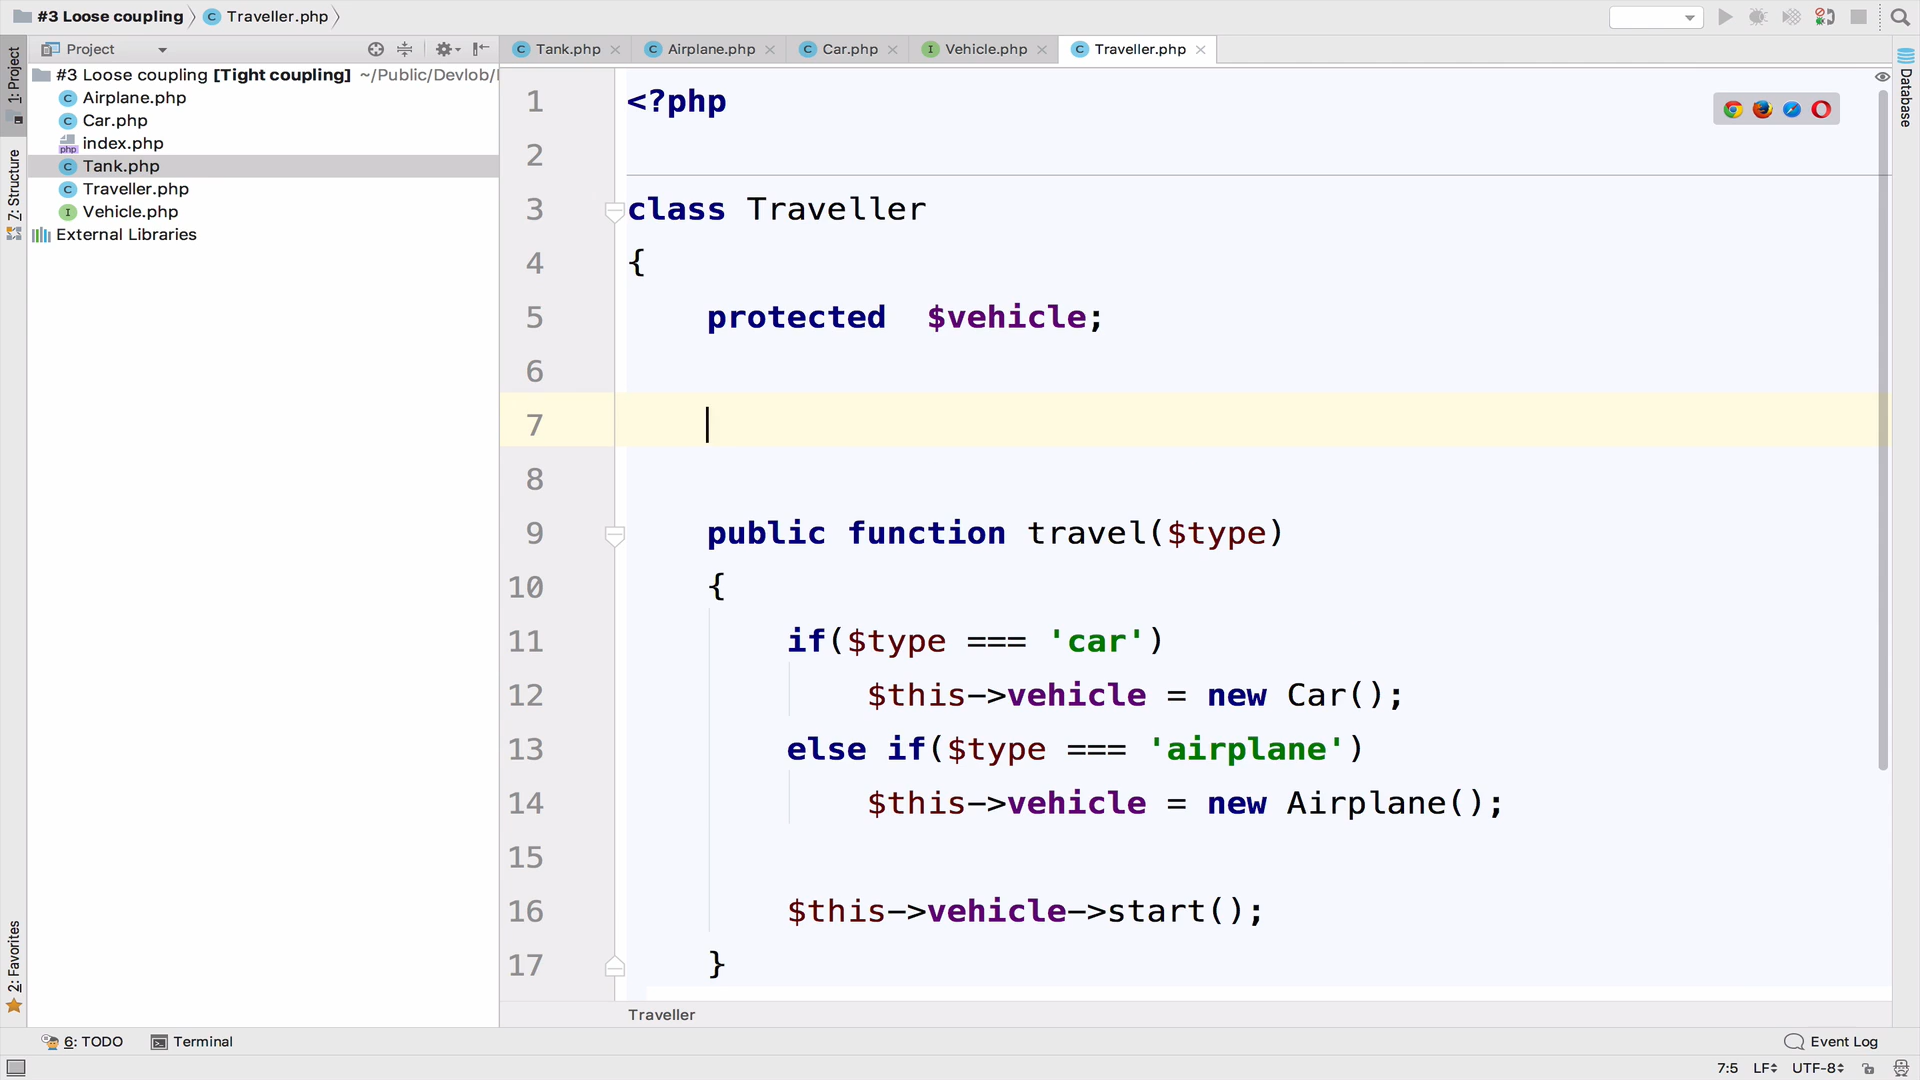 #3 Loose coupling
Traveller.php
1: Project
7: Structure
2: Favorites
Project
#3 Loose coupling [Tight coupling] ~/Public/Devlob/
Airplane.php
Car.php
index.php
Tank.php
Traveller.php
Vehicle.php
External Libraries
Tank.php
Airplane.php
Car.php
Vehicle.php
Traveller.php
1 <?php
2
3 class Traveller
4 {
5 protected $vehicle;
6
7
8
9 public function travel($type)
10 {
11 if($type === 'car')
12 $this->vehicle = new Car();
13 else if($type === 'airplane')
14 $this->vehicle = new Airplane();
15
16 $this->vehicle->start();
17 }
Traveller
Database
6: TODO
Terminal
Event Log
7:5 LF UTF-8